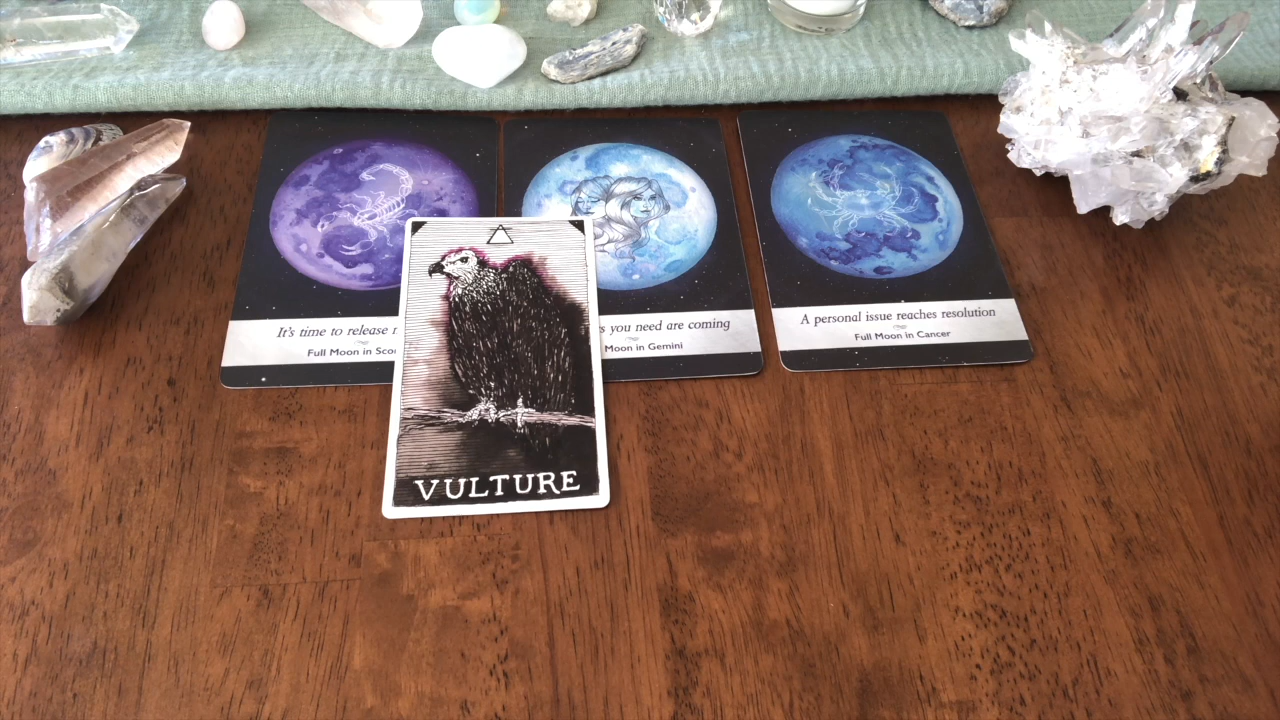 It's time to release
Full Moon in
you need are coming
Moon in Gemini
A personal issue reaches resolution
Full Moon in Cancer
VULTURE